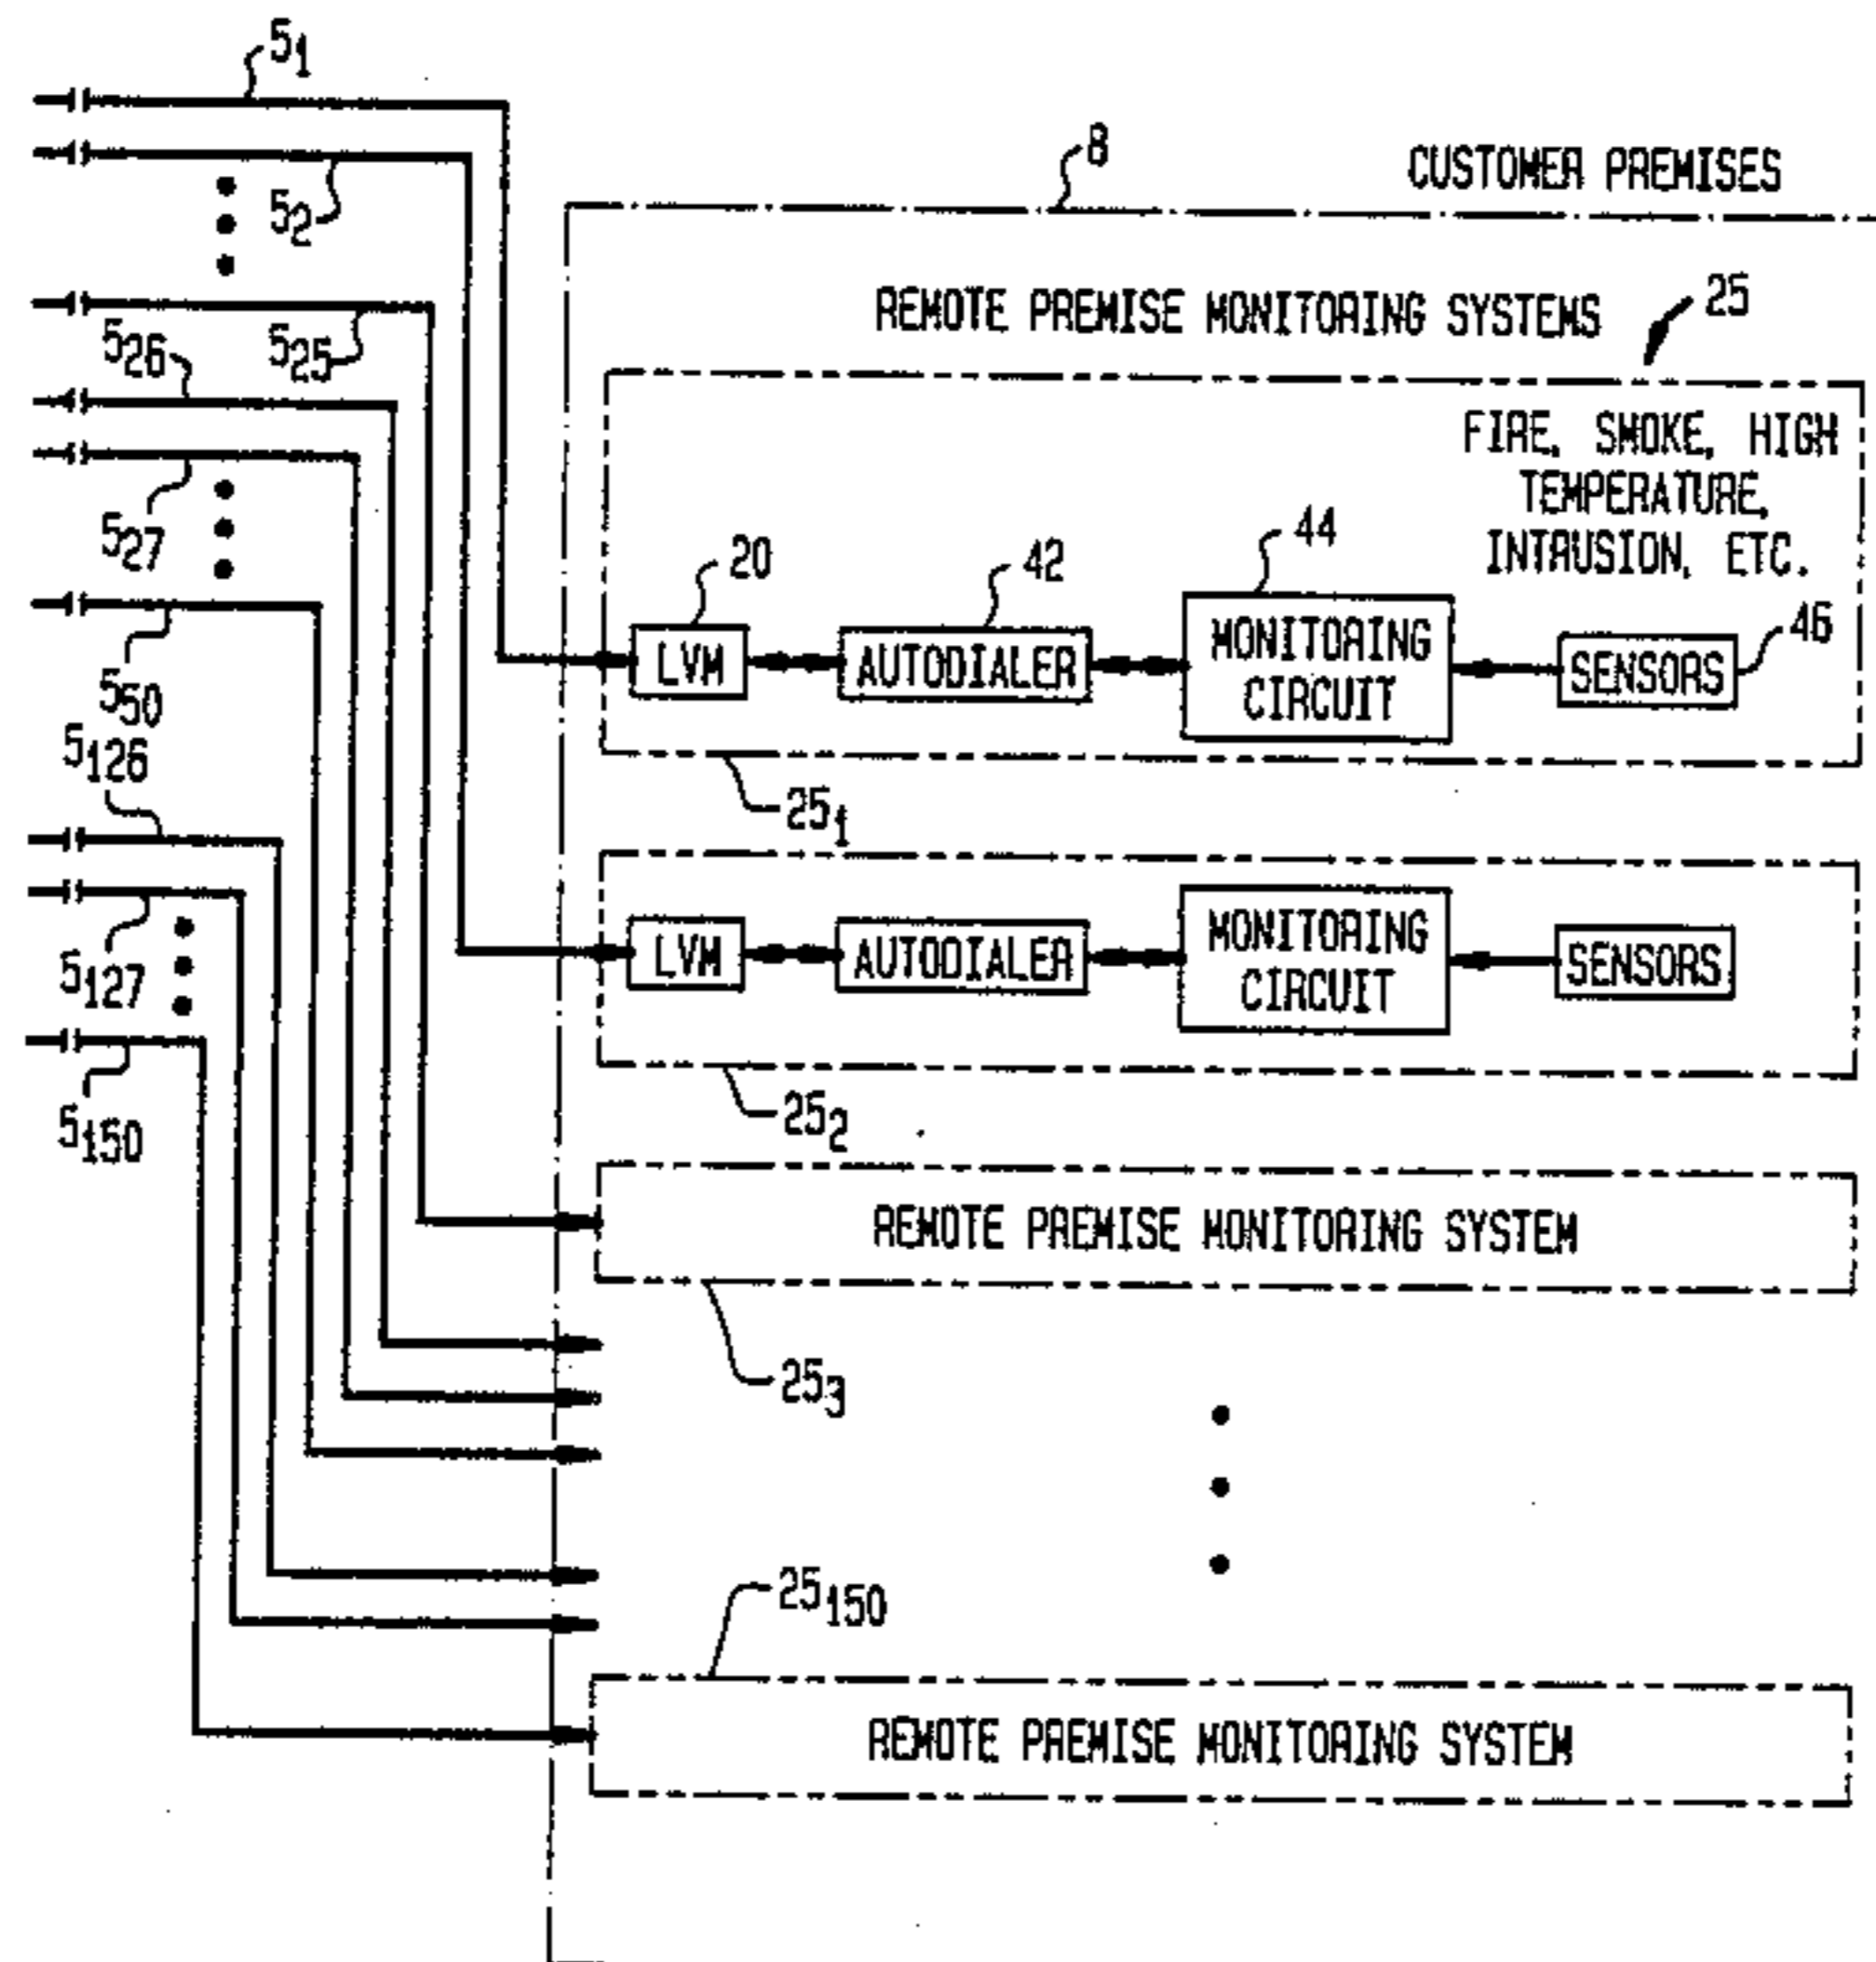 5₁
8
CUSTOMER PREMISES
5₂
REMOTE PREMISE MONITORING SYSTEMS
25
5₂₆
5₂₅
FIRE, SMOKE, HIGH
TEMPERATURE,
INTRUSION, ETC.
5₂₇
20
42
44
46
LVM
AUTODIALER
MONITORING
CIRCUIT
SENSORS
5₅₀
5₁₂₆
25₁
LVM
AUTODIALER
MONITORING
CIRCUIT
SENSORS
5₁₂₇
5₁₅₀
25₂
REMOTE PREMISE MONITORING SYSTEM
25₃
25₁₅₀
REMOTE PREMISE MONITORING SYSTEM